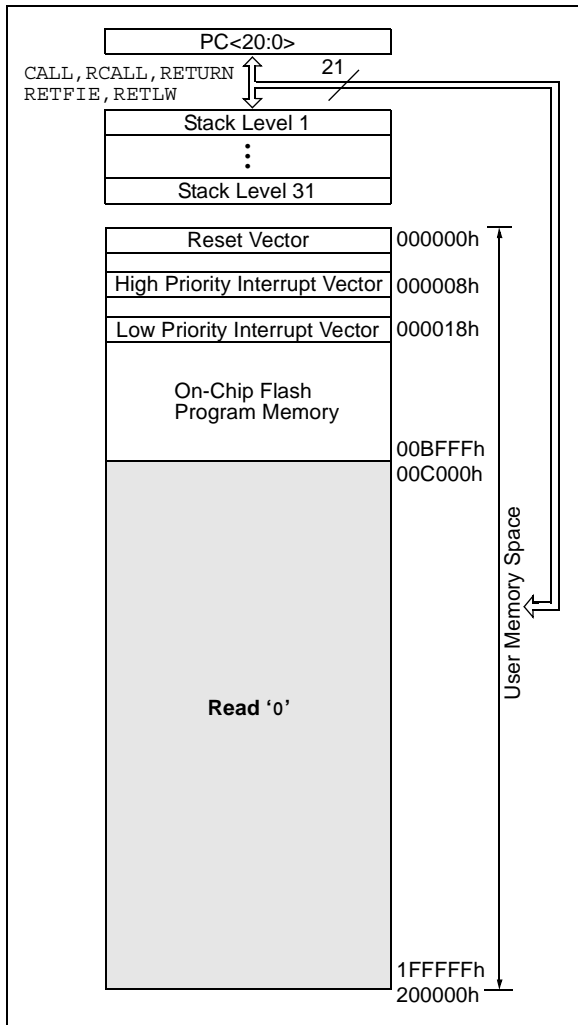 PC<20:0>
CALL,RCALL,RETURN
RETFIE,RETLW
21
Stack Level 1
Stack Level 31
Reset Vector
000000h
High Priority Interrupt Vector
000008h
Low Priority Interrupt Vector
000018h
On-Chip Flash
Program Memory
00BFFFh
00C000h
User Memory Space
Read ‘0’
1FFFFFh
200000h